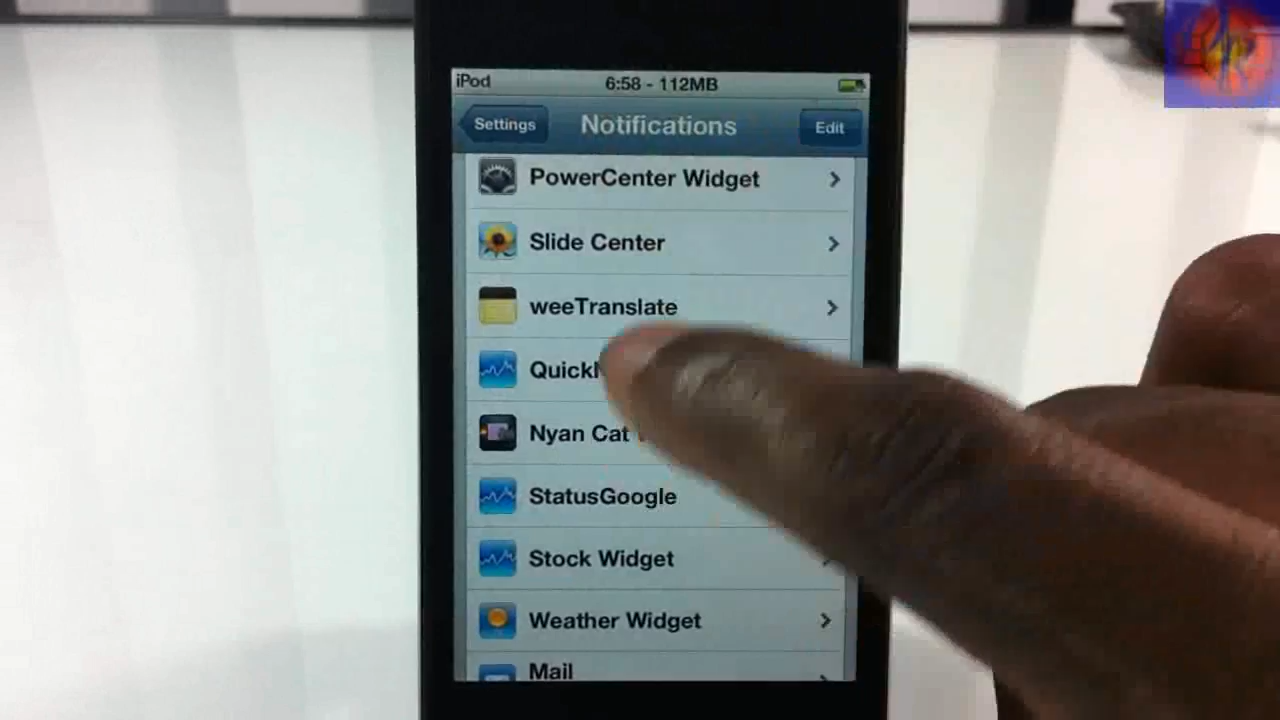 iPod
6:58 - 112MB
Settings
Notifications
Edit
PowerCenter Widget
Slide Center
weeTranslate
Nyan Cat
StatusGoogle
Stock Widget
Weather Widget
Mail